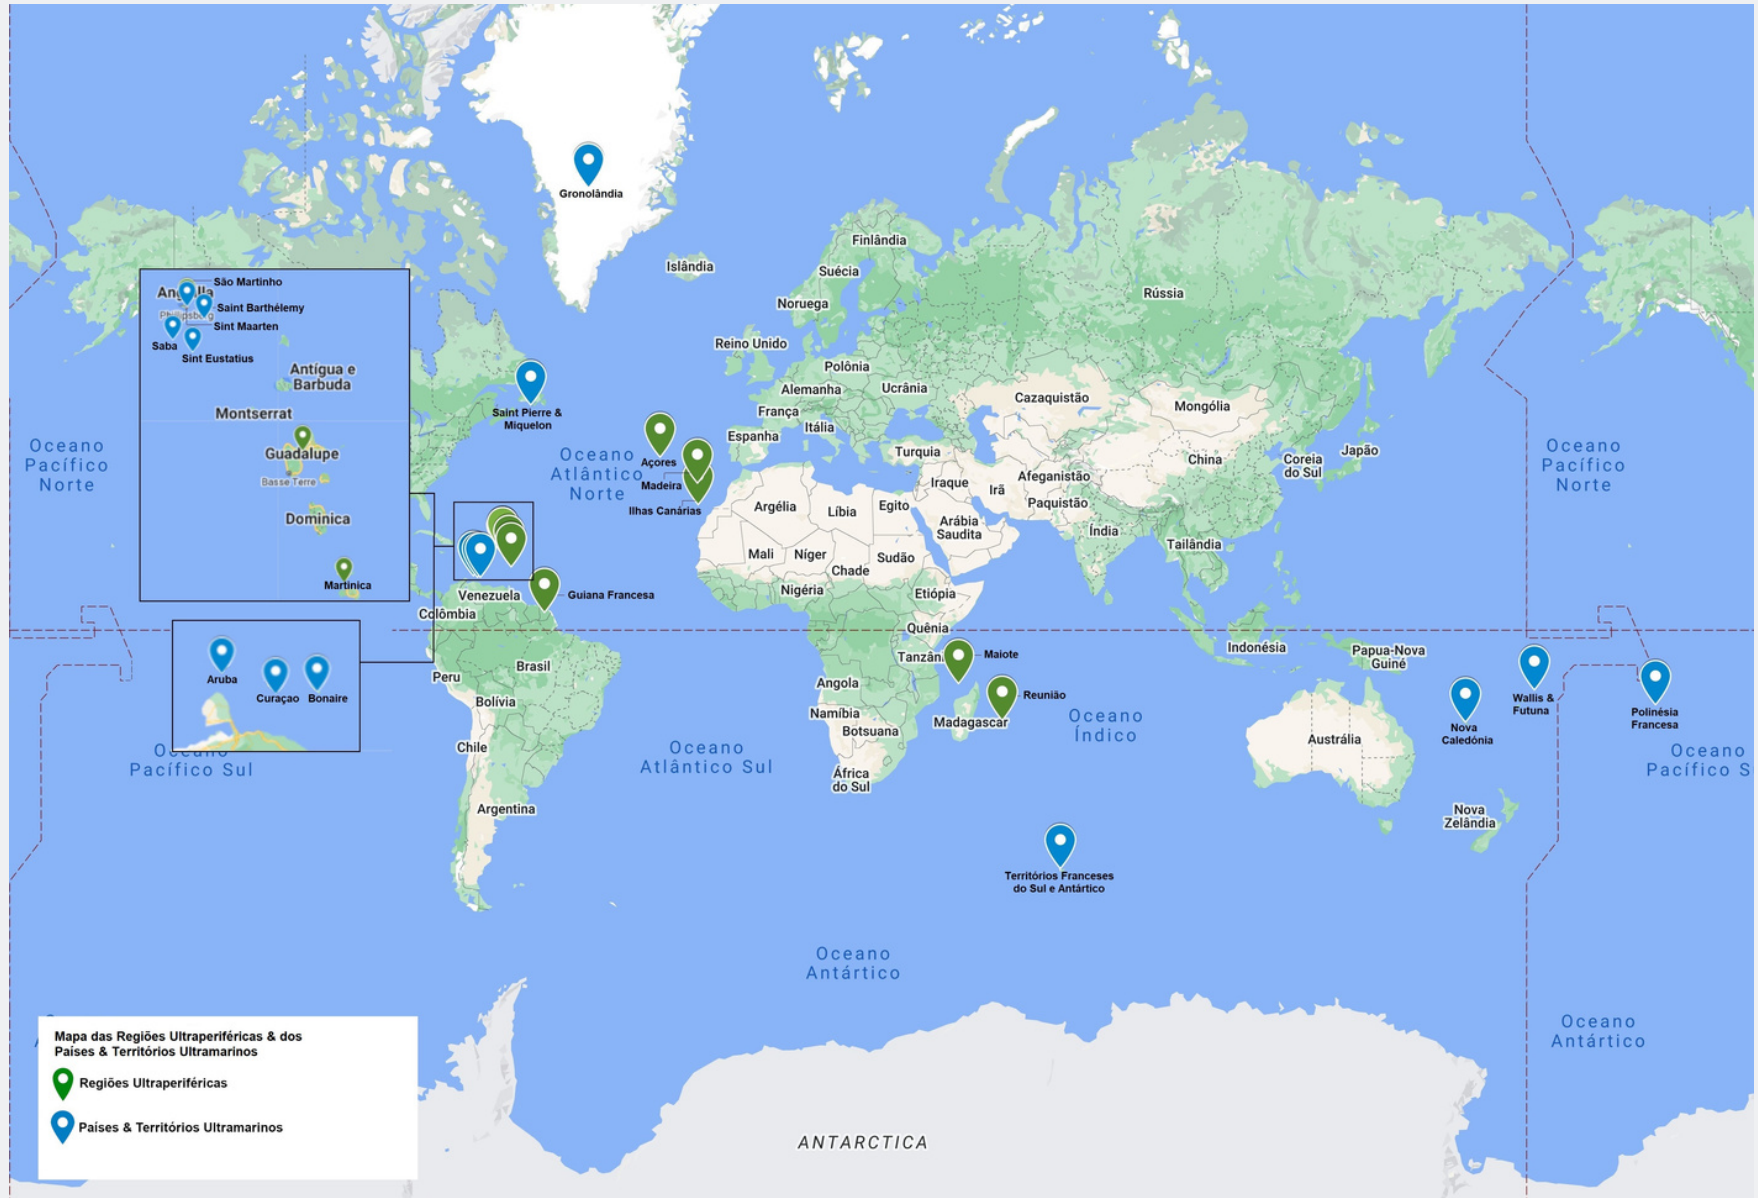 Gronolândia
Finlândia
Islândia
Suécia
Noruega
Rússia
São Martinho
Saint Barthélemy
Philipsburg
Sint Maarten
Saba
Sint Eustatius
Antígua e
Barbuda
Montserrat
Guadalupe
Basse Terre
Dominica
Martinica
Reino Unido
Polônia
Alemanha
Ucrânia
França
Itália
Espanha
Turquia
Cazaquistão
Mongólia
China
Coreia
do Sul
Japão
Afeganistão
Iraque
Irã
Paquistão
Saint Pierre &
Miquelon
Oceano
Pacífico
Norte
Oceano
Atlântico
Norte
Açores
Madeira
Ilhas Canárias
Oceano
Pacífico
Norte
Argélia
Líbia
Egito
Arábia
Saudita
Índia
Tailândia
Mali
Níger
Sudão
Chade
Nigéria
Etiópia
Quênia
Venezuela
Guiana Francesa
Colômbia
Aruba
Curaçao
Bonaire
Peru
Brasil
Bolívia
Chile
Argentina
Tanzân
Maiote
Angola
Reunião
Namíbia
Botsuana
Madagascar
África
do Sul
Indonésia
Papua-Nova
Guiné
Austrália
Nova
Caledónia
Wallis &
Futuna
Polinésia
Francesa
Nova
Zelândia
Oceano
Índico
Pacífico Sul
Oceano
Atlântico Sul
Oceano
Pacífico S
Territórios Franceses
do Sul e Antártico
Oceano
Antártico
Oceano
Antártico
Mapa das Regiões Ultraperiféricas & dos
Países & Territórios Ultramarinos
Regiões Ultraperiféricas
Países & Territórios Ultramarinos
ANTARCTICA